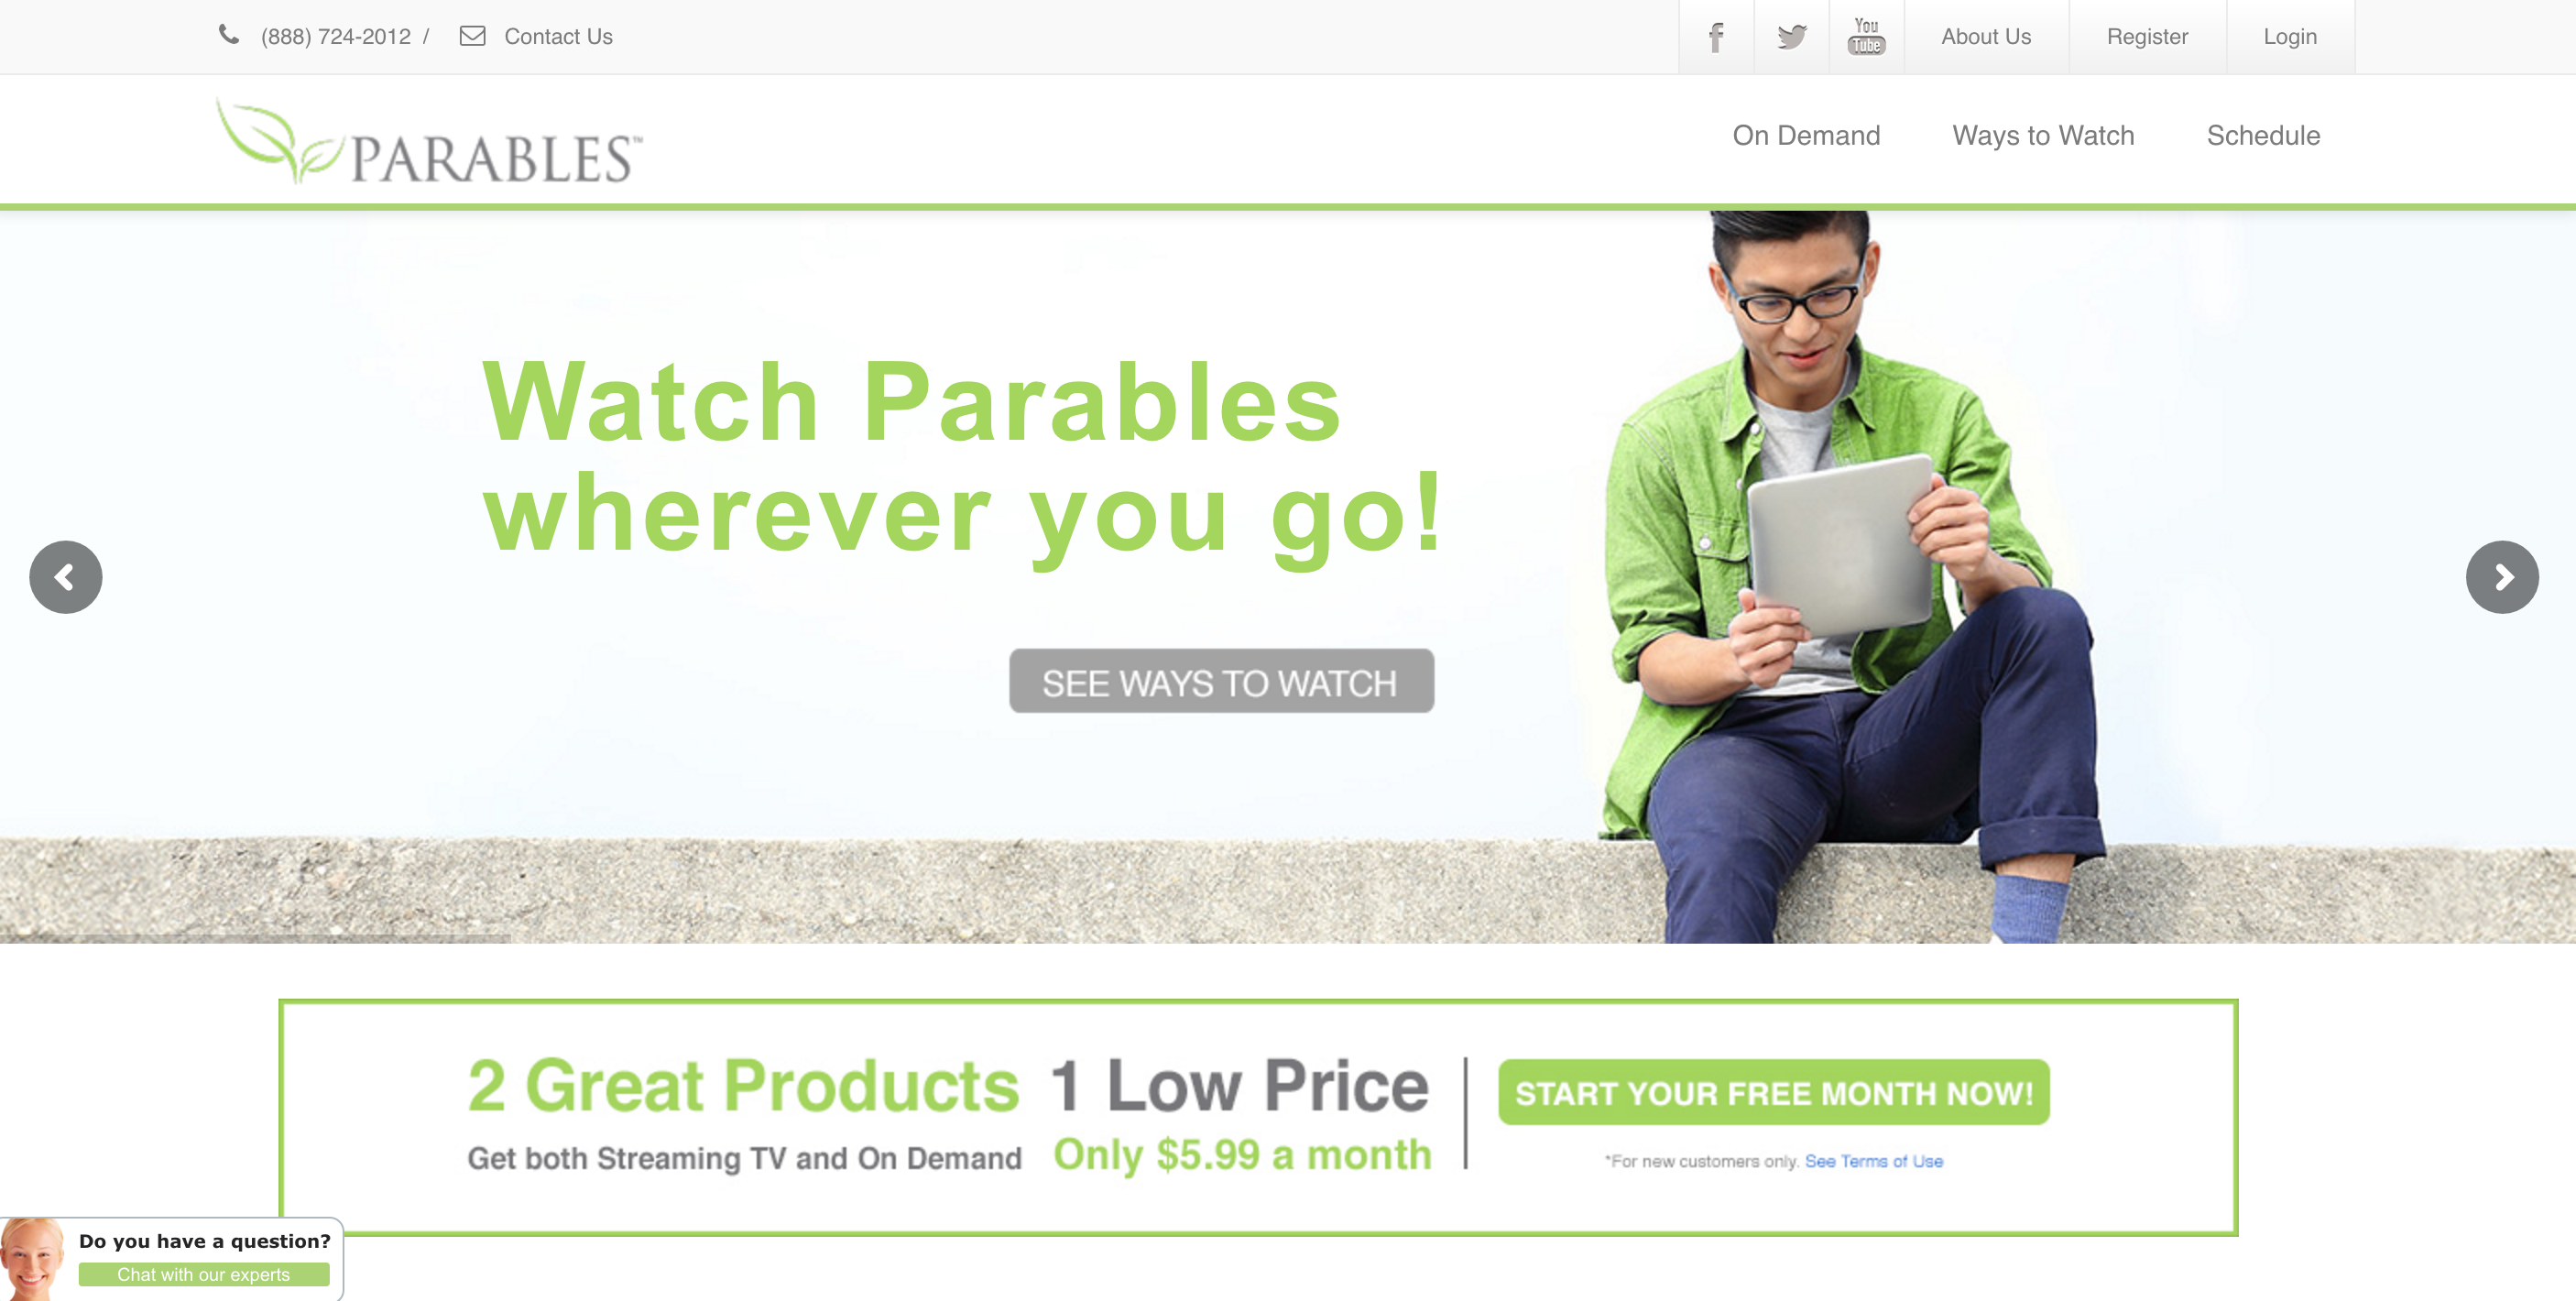 (888) 724-2012 / Contact Us
You Tube About Us Register Login
PARABLES™
On Demand Ways to Watch Schedule
Watch Parables
wherever you go!
SEE WAYS TO WATCH
2 Great Products 1 Low Price
Get both Streaming TV and On Demand Only $5.99 a month
START YOUR FREE MONTH NOW!
*For new customers only. See Terms of Use
Do you have a question?
Chat with our experts